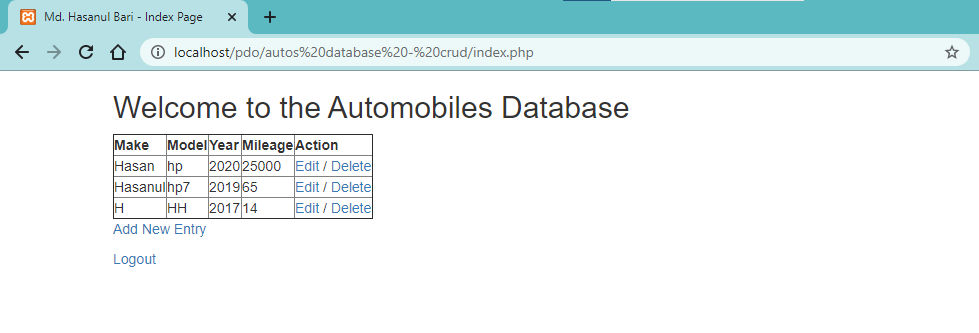 Md. Hasanul Bari - Index Page
localhost/pdo/autos%20database%20-%20crud/index.php
Welcome to the Automobiles Database
Make Model Year Mileage Action
Hasan hp 2020 25000 Edit / Delete
Hasanul hp7 2019 65 Edit / Delete
H HH 2017 14 Edit / Delete
Add New Entry
Logout